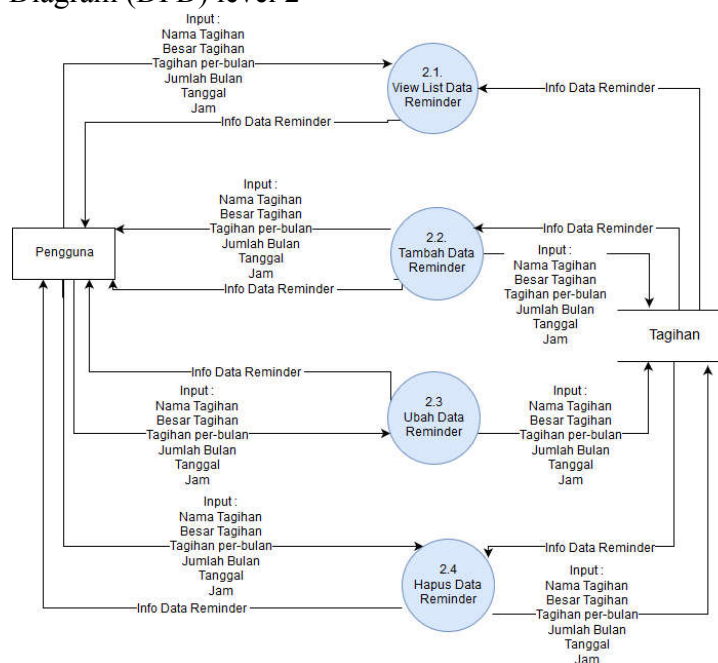 Diagram (DFD) level 2
Input :
Nama Tagihan
Besar Tagihan
Tagihan per-bulan
Jumlah Bulan
Tanggal
Jam
2.1.
View List Data
Reminder
Info Data Reminder
Info Data Reminder
Input :
Nama Tagihan
Besar Tagihan
Tagihan per-bulan
Jumlah Bulan
Tanggal
Jam
Info Data Reminder
2.2.
Tambah Data
Reminder
Info Data Reminder
Input :
Nama Tagihan
Besar Tagihan
Tagihan per-bulan
Jumlah Bulan
Tanggal
Jam
Pengguna
Tagihan
Info Data Reminder
Input :
Nama Tagihan
Besar Tagihan
Tagihan per-bulan
Jumlah Bulan
Tanggal
Jam
2.3
Ubah Data
Reminder
Input :
Nama Tagihan
Besar Tagihan
Tagihan per-bulan
Jumlah Bulan
Tanggal
Jam
Input :
Nama Tagihan
Besar Tagihan
Tagihan per-bulan
Jumlah Bulan
Tanggal
Jam
Info Data Reminder
2.4
Hapus Data
Reminder
Info Data Reminder
Input :
Nama Tagihan
Besar Tagihan
Tagihan per-bulan
Jumlah Bulan
Tanggal
Jam